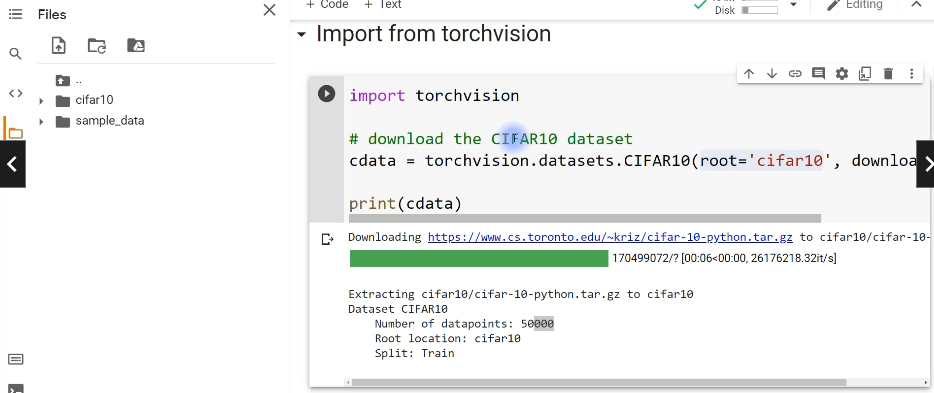 Files
..
cifar10
sample_data
+ Code + Text
Disk
Editing
Import from torchvision
import torchvision
# download the CIFAR10 dataset
cdata = torchvision.datasets.CIFAR10(root='cifar10', downloa
print(cdata)
Downloading https://www.cs.toronto.edu/~kriz/cifar-10-python.tar.gz to cifar10/cifar-10-
170499072/? [00:06<00:00, 26176218.32it/s]
Extracting cifar10/cifar-10-python.tar.gz to cifar10
Dataset CIFAR10
Number of datapoints: 50000
Root location: cifar10
Split: Train